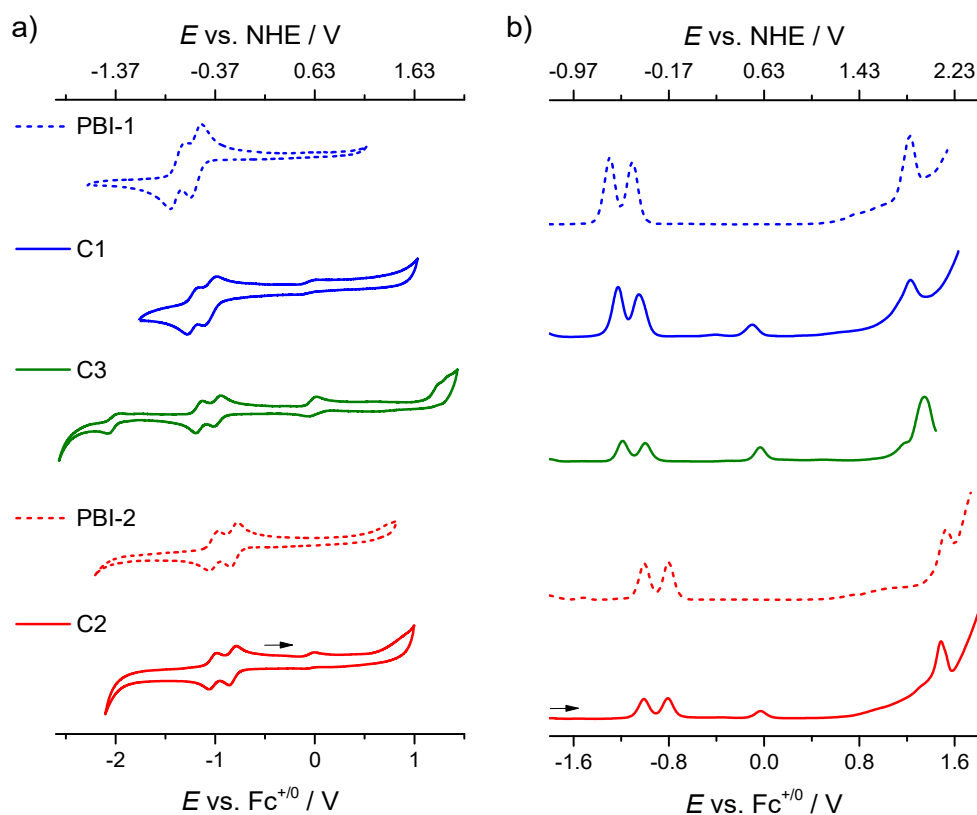 a)
E vs. NHE / V
-1.37 -0.37 0.63 1.63
PBI-1
C1
C3
PBI-2
C2
-2 -1 0 1
E vs. Fc+/0 / V
b)
E vs. NHE / V
-0.97 -0.17 0.63 1.43 2.23
-1.6 -0.8 0.0 0.8 1.6
E vs. Fc+/0 / V